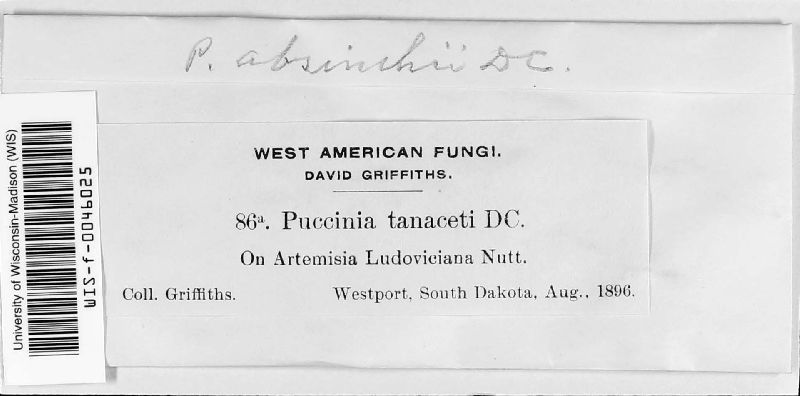 P. absinthii DC.
WEST AMERICAN FUNGI.
DAVID GRIFFITHS.
86ª. Puccinia tanaceti DC.
On Artemisia Ludoviciana Nutt.
Coll. Griffiths. Westport, South Dakota, Aug., 1896.
University of Wisconsin-Madison (WIS)
WIS-f-0046025